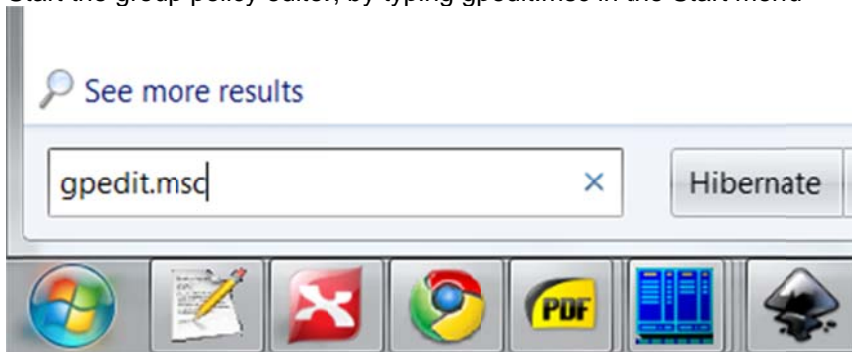 Start the group policy editor, by typing gpedit.msc in the Start menu
See more results
gpedit.msc
Hibernate
PDF